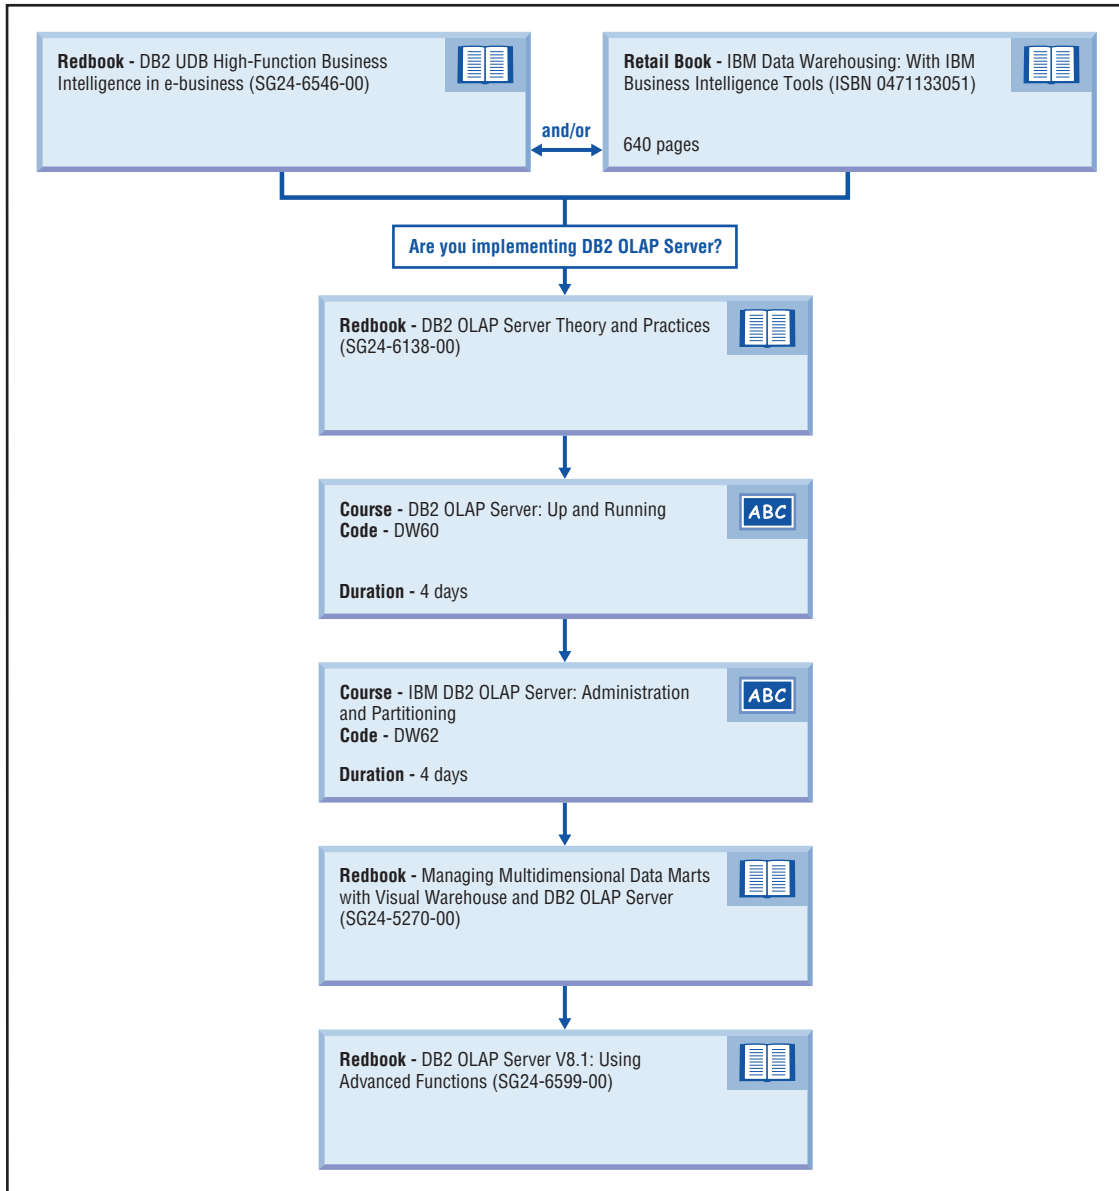 Redbook - DB2 UDB High-Function Business
Intelligence in e-business (SG24-6546-00)
and/or
Retail Book - IBM Data Warehousing: With IBM
Business Intelligence Tools (ISBN 0471133051)
640 pages
Are you implementing DB2 OLAP Server?
Redbook - DB2 OLAP Server Theory and Practices
(SG24-6138-00)
Course - DB2 OLAP Server: Up and Running
Code - DW60
ABC
Duration - 4 days
Course - IBM DB2 OLAP Server: Administration
and Partitioning
Code - DW62
ABC
Duration - 4 days
Redbook - Managing Multidimensional Data Marts
with Visual Warehouse and DB2 OLAP Server
(SG24-5270-00)
Redbook - DB2 OLAP Server V8.1: Using
Advanced Functions (SG24-6599-00)